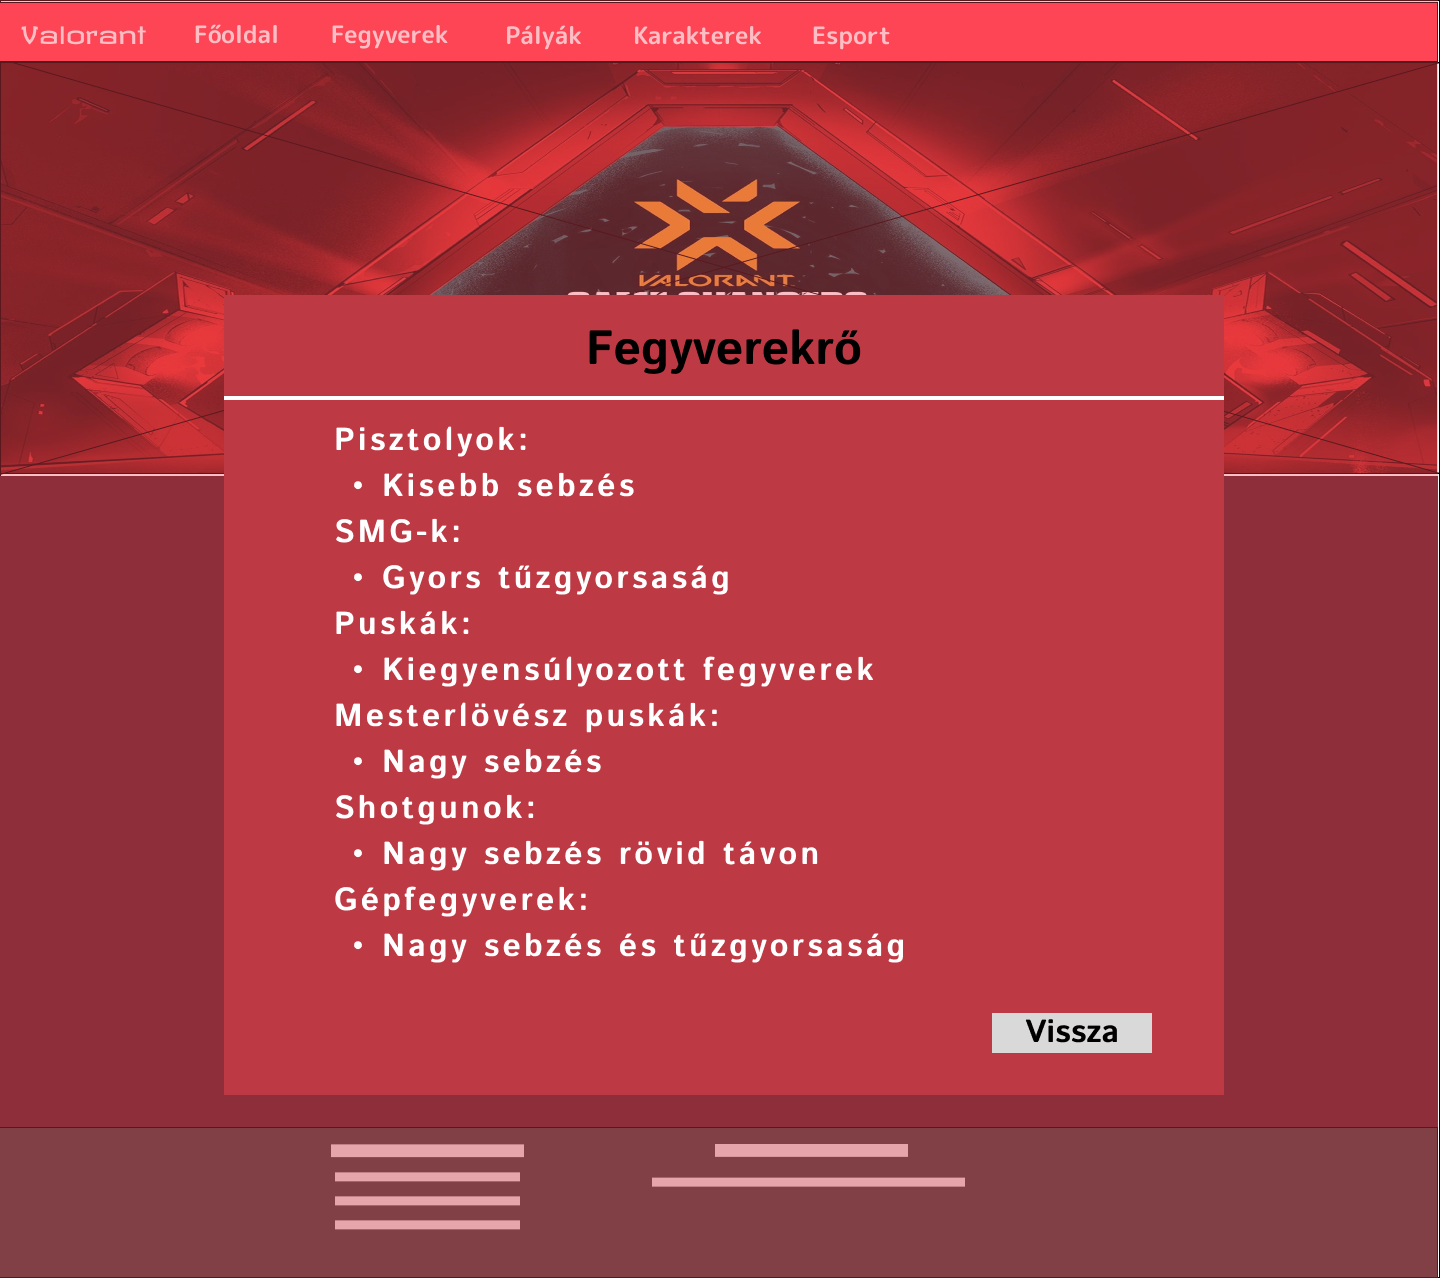 Valorant Főoldal Fegyverek Pályák Karakterek Esport
VALORANT
Fegyverekrő
Pisztolyok:
• Kisebb sebzés
SMG-k:
• Gyors tűzgyorsaság
Puskák:
• Kiegyensúlyozott fegyverek
Mesterlövész puskák:
• Nagy sebzés
Shotgunok:
• Nagy sebzés rövid távon
Gépfegyverek:
• Nagy sebzés és tűzgyorsaság
Vissza